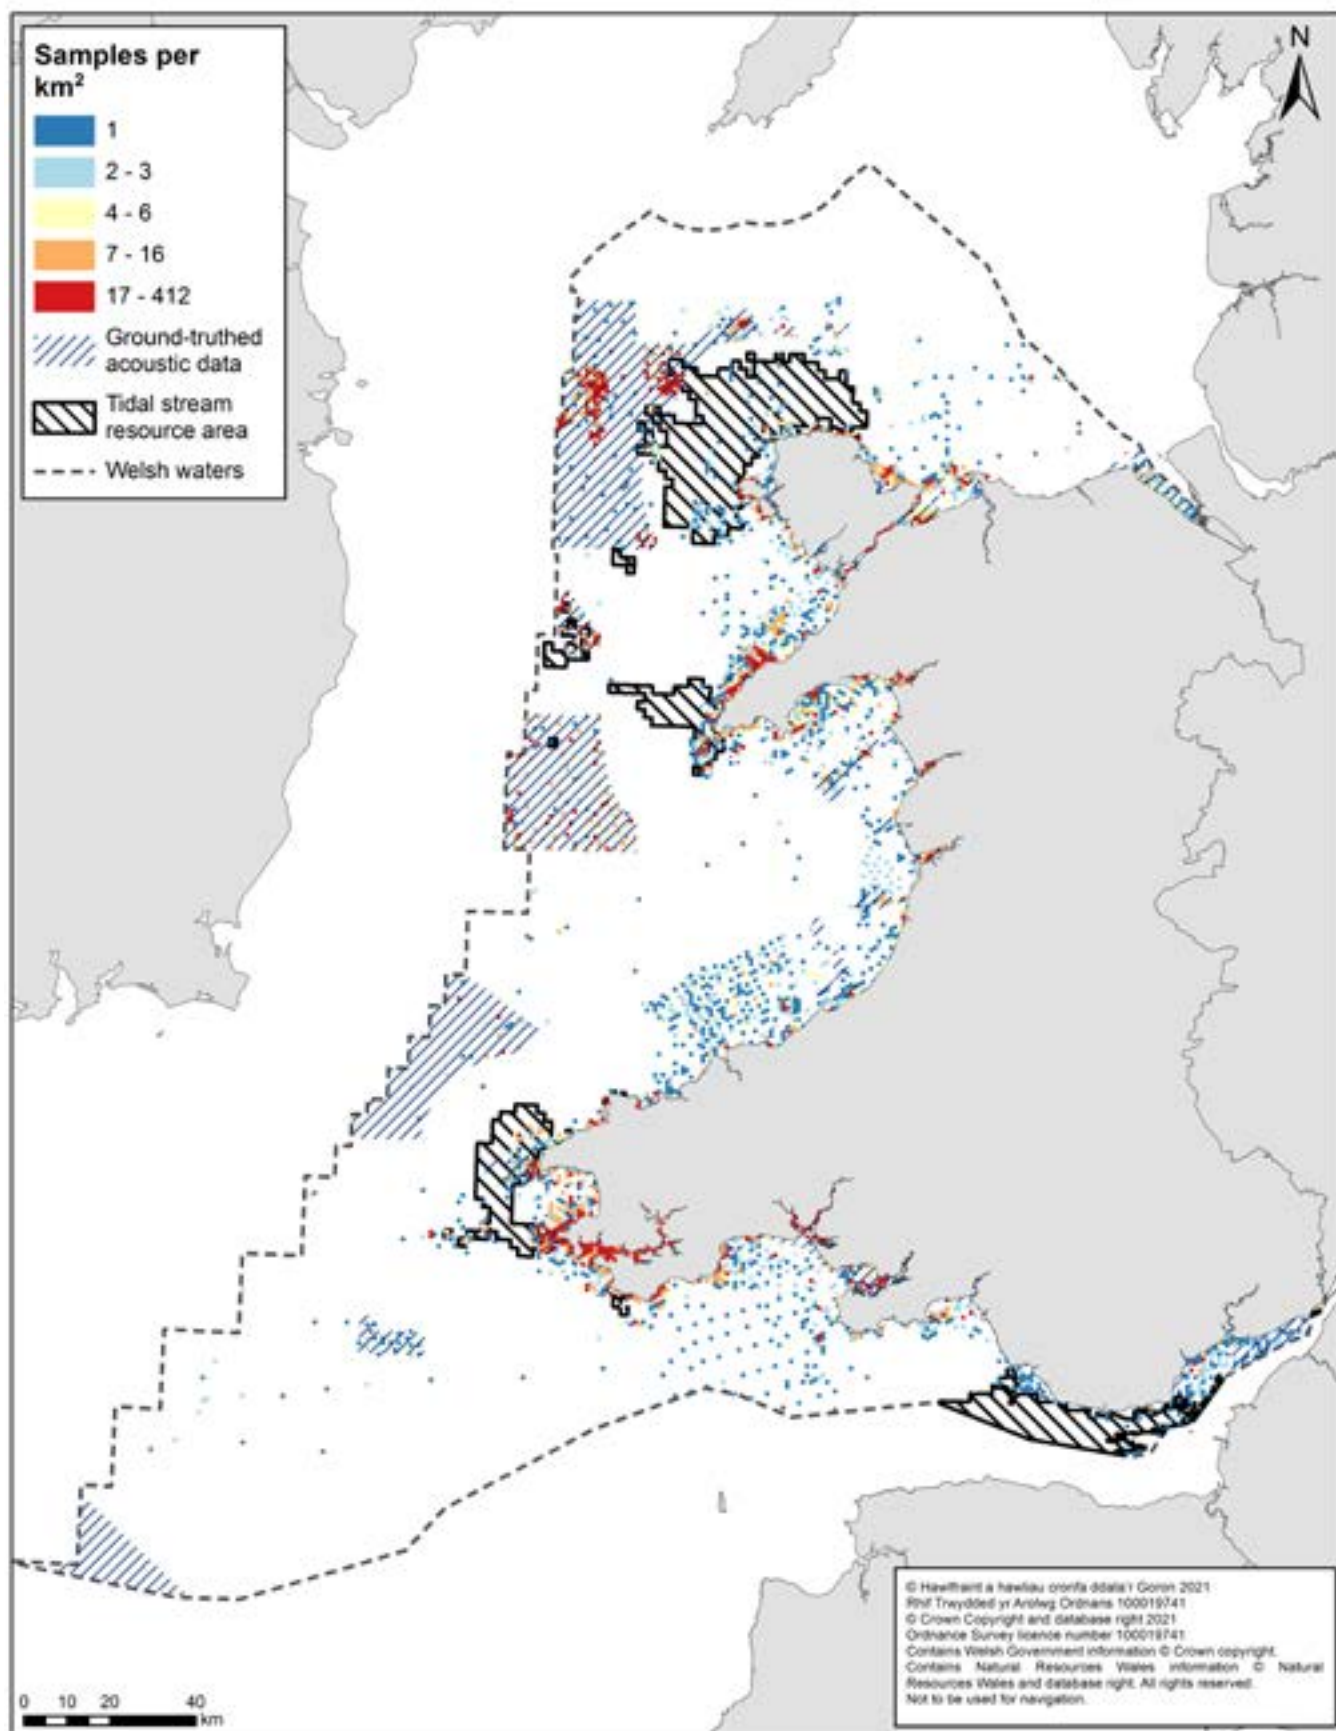 Samples per
km²
1
2 - 3
4 - 6
7 - 16
17 - 412
Ground-truthed
acoustic data
Tidal stream
resource area
Welsh waters
N
0 10 20 40
km
© Hawlfraint a hawliau cronfa ddata'r Goron 2021
Rhif Trwydded yr Arolwg Ordnans 100019741
© Crown Copyright and database right 2021
Ordnance Survey licence number 100019741
Contains Welsh Government information © Crown copyright.
Contains Natural Resources Wales information © Natural
Resources Wales and database right. All rights reserved.
Not to be used for navigation.